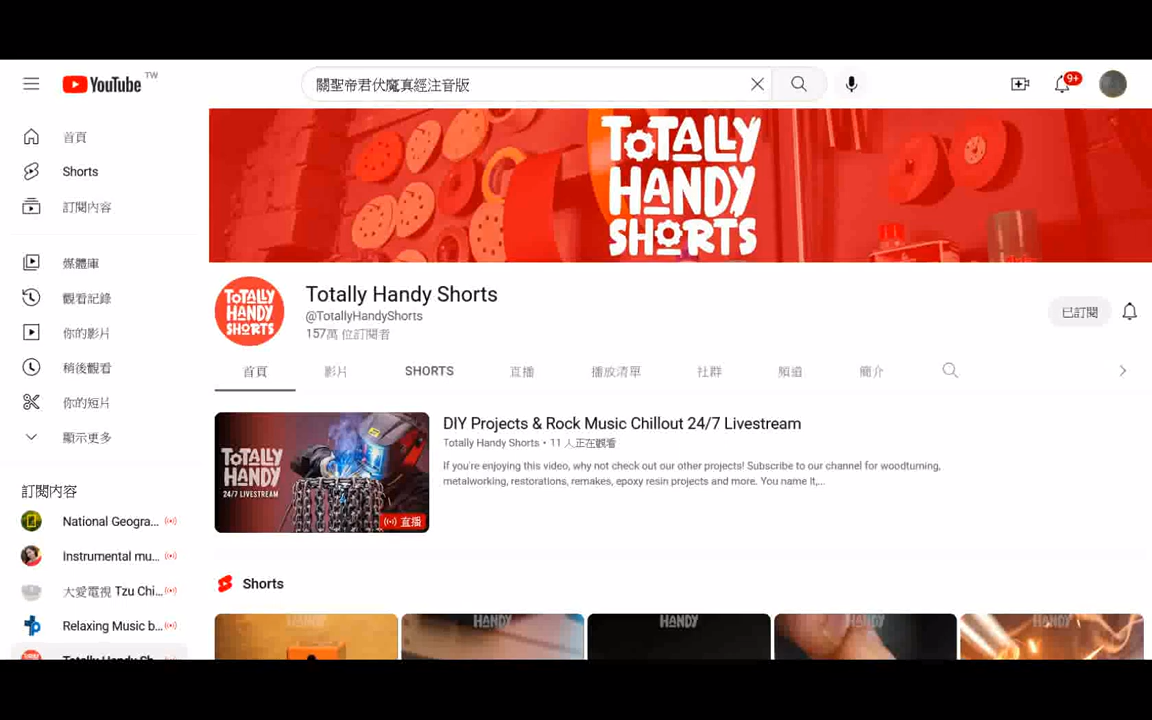 YouTube TW
關聖帝君伏魔真經注音版
9+
首頁
Shorts
訂閱內容
媒體庫
觀看記錄
你的影片
稍後觀看
你的短片
顯示更多
訂閱內容
National Geogra...
Instrumental mu...
大愛電視 Tzu Chi...
Relaxing Music b...
Totally Handy Sh...
TOTALLY
HANDY
SHORTS
TOTALLY
HANDY
SHORTS
Totally Handy Shorts
@TotallyHandyShorts
157萬 位訂閱者
已訂閱
首頁
影片
SHORTS
直播
播放清單
社群
頻道
簡介
TOTALLY
HANDY
24/7 LIVESTREAM
直播
DIY Projects & Rock Music Chillout 24/7 Livestream
Totally Handy Shorts • 11 人正在觀看
If you're enjoying this video, why not check out our other projects! Subscribe to our channel for woodturning,
metalworking, restorations, remakes, epoxy resin projects and more. You name it,...
Shorts
HANDY
HANDY
HANDY
HANDY
HANDY